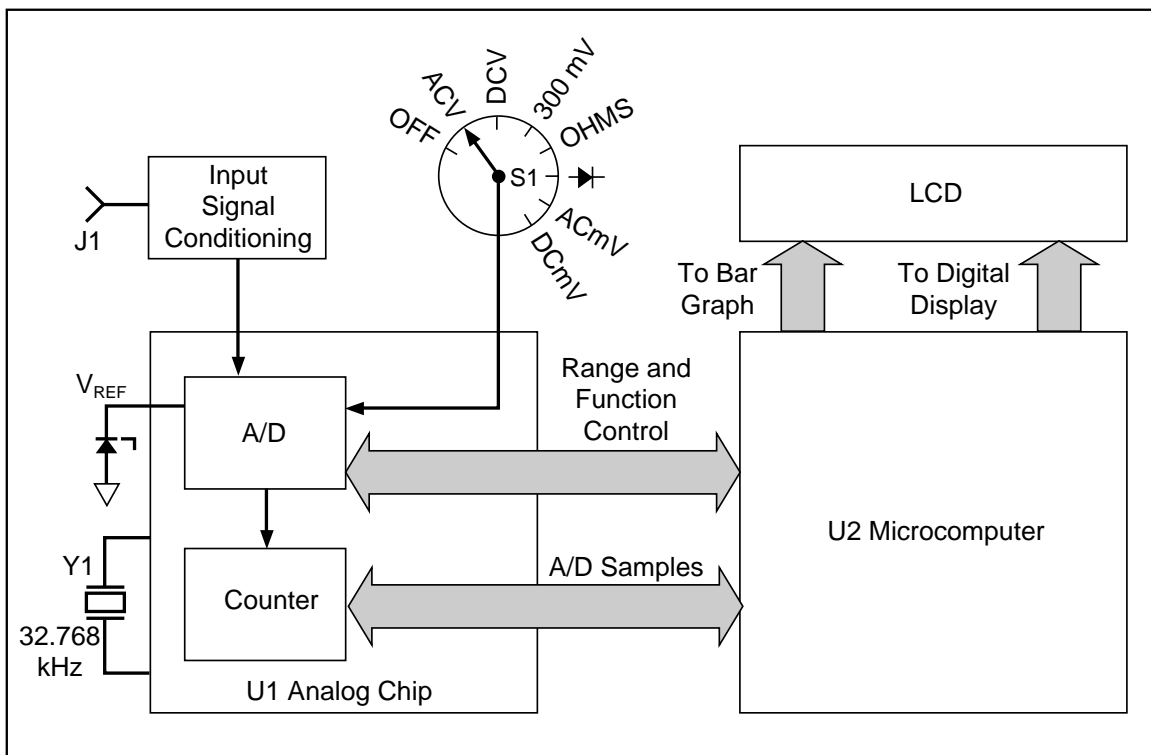 OFF
ACV
DCV
300 mV
OHMS
S1
ACmV
DCmV
Input
Signal
Conditioning
J1
LCD
To Bar
Graph
To Digital
Display
V_REF
A/D
Range and
Function
Control
U2 Microcomputer
Y1
32.768
kHz
Counter
A/D Samples
U1 Analog Chip